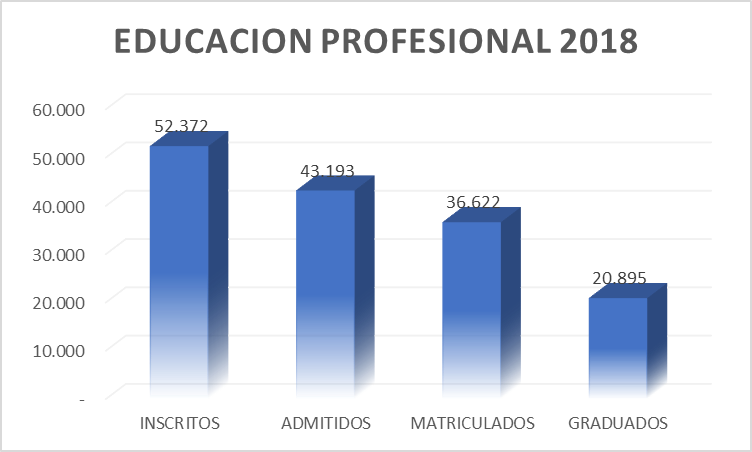 EDUCACION PROFESIONAL 2018
60.000
50.000
40.000
30.000
20.000
10.000
-
52.372
43.193
36.622
20.895
INSCRITOS
ADMITIDOS
MATRICULADOS
GRADUADOS